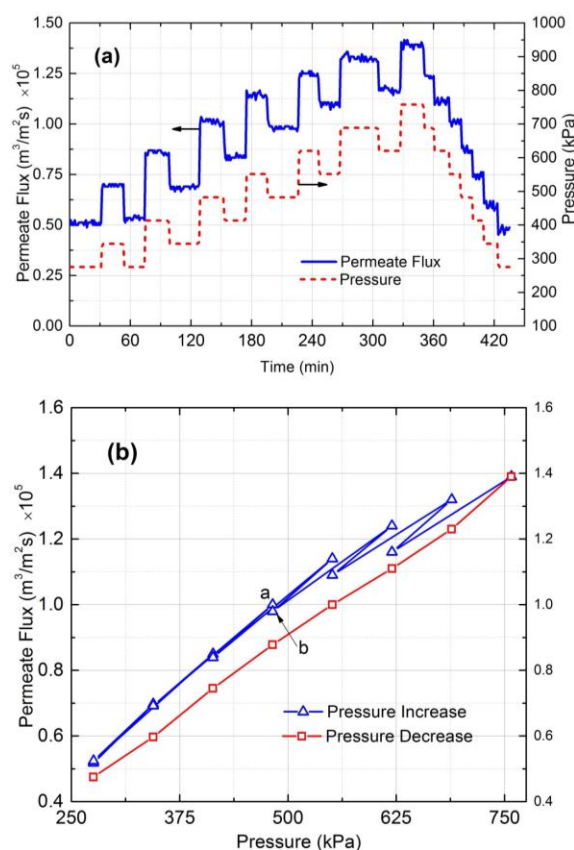 (a)
Permeate Flux (m³/m²s) ×10⁵
1.50
1.25
1.00
0.75
0.50
0.25
0.00
1000
900
800
700
600
500
400
300
200
100
Pressure (kPa)
Permeate Flux
Pressure
0 60 120 180 240 300 360 420
Time (min)
(b)
Permeate Flux (m³/m²s) ×10⁵
1.6
1.4
1.2
1.0
0.8
0.6
0.4
1.6
1.4
1.2
1.0
0.8
0.6
0.4
a
b
Pressure Increase
Pressure Decrease
250 375 500 625 750
Pressure (kPa)